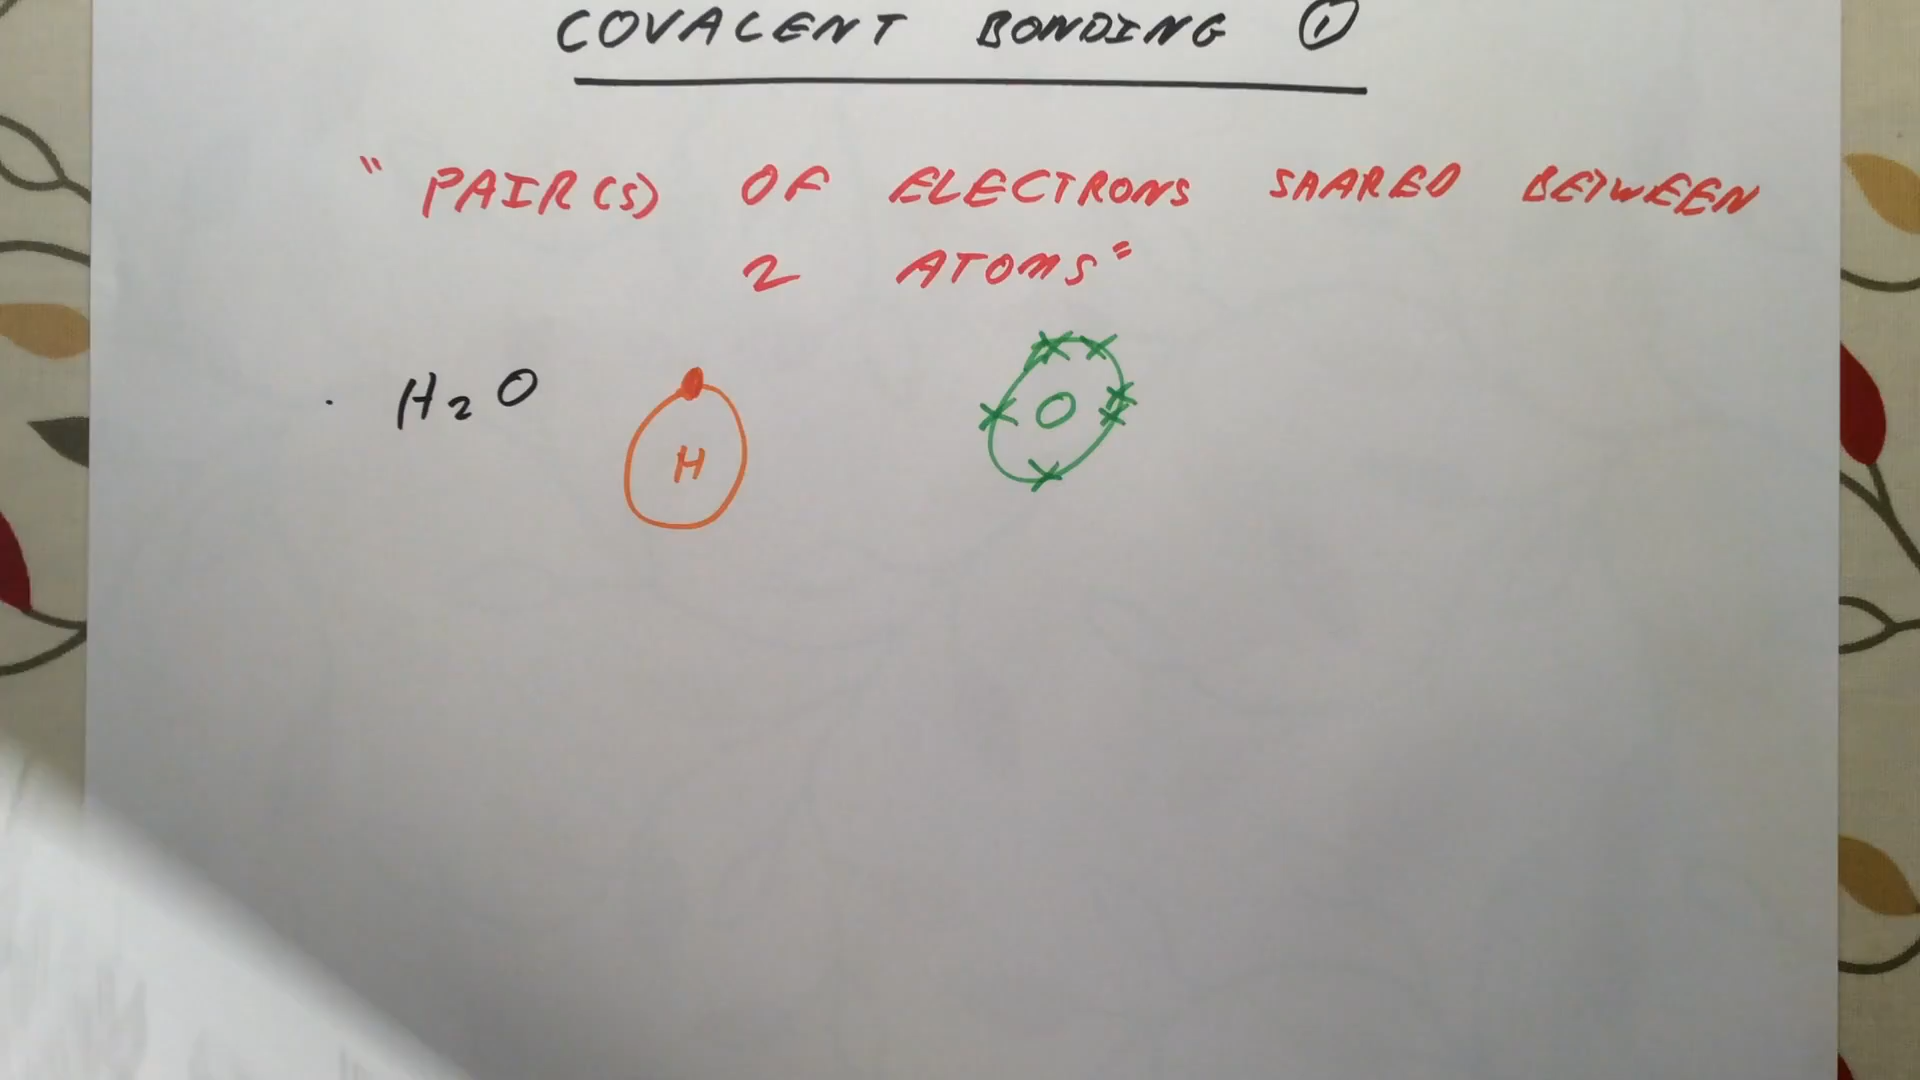 COVALENT BONDING ①
"PAIR(S) OF ELECTRONS SHARED BETWEEN
2 ATOMS"
· H₂O H O